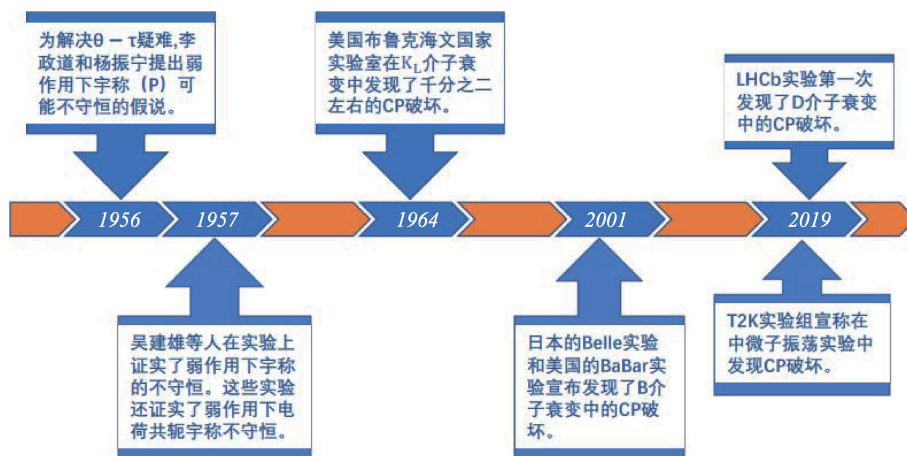 为解决θ – τ疑难,李
政道和杨振宁提出弱
作用下宇称（P）可
能不守恒的假说。
美国布鲁克海文国家
实验室在K_L介子衰
变中发现了千分之二
左右的CP破坏。
LHCb实验第一次
发现了D介子衰变
中的CP破坏。
1956
1957
1964
2001
2019
吴建雄等人在实验上
证实了弱作用下宇称
的不守恒。这些实验
还证实了弱作用下电
荷共轭宇称不守恒。
日本的Belle实验
和美国的BaBar实
验宣布发现了B介
子衰变中的CP破
坏。
T2K实验组宣称在
中微子振荡实验中
发现CP破坏。